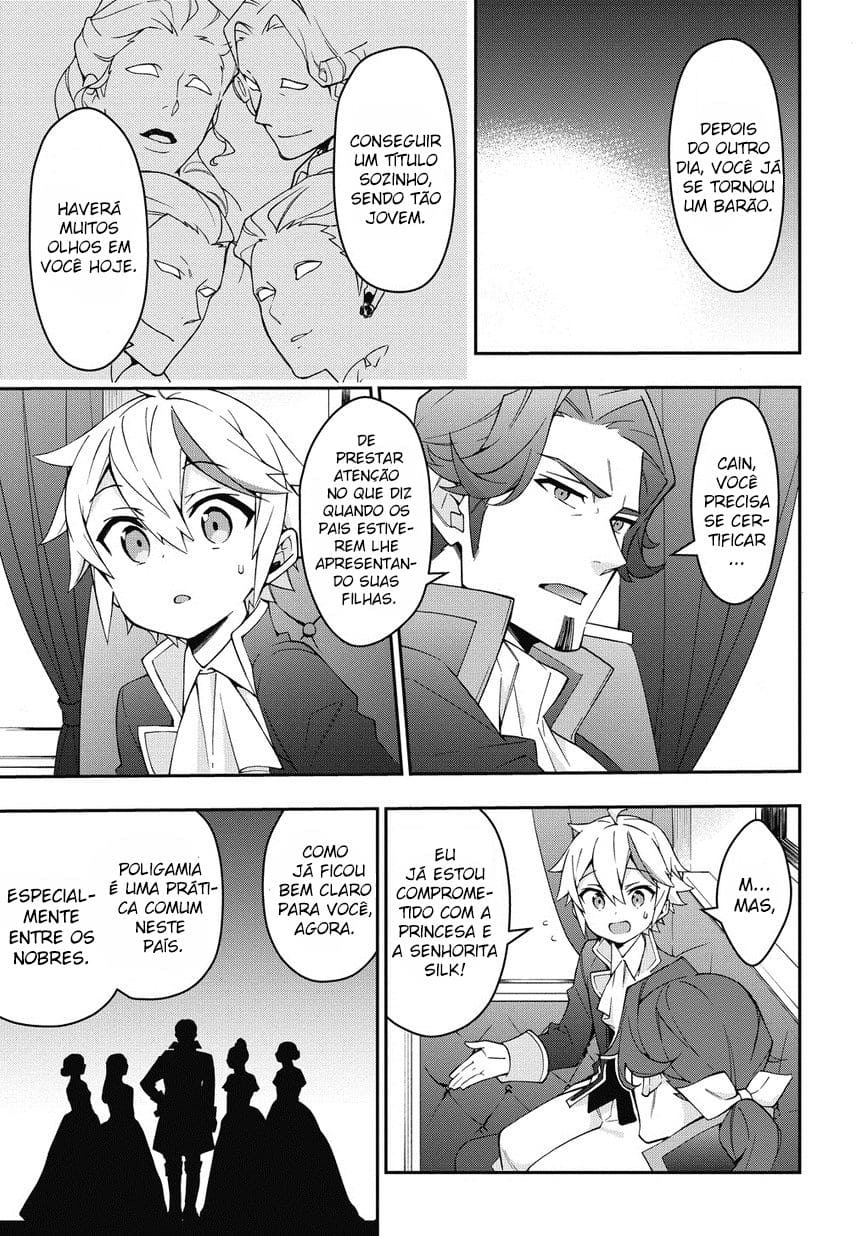 DEPOIS
DO OUTRO
DIA, VOCÊ JÁ
SE TORNOU
UM BARÃO.
CONSEGUIR
UM TÍTULO
SOZINHO,
SENDO TÃO
JOVEM.
HAVERÁ
MUITOS
OLHOS EM
VOCÊ HOJE.
CAIN,
VOCÊ
PRECISA
SE CERT-
IFICAR
...
DE
PRESTAR
ATENÇÃO
NO QUE DIZ
QUANDO OS
PAIS ESTIVE-
REM LHE
APRESENTAN-
DO SUAS
FILHAS.
M...
MAS,
EU
JÁ ESTOU
COMPROME-
TIDO COM A
PRINCESA E
A SENHORITA
SILK!
COMO
JÁ FICOU
BEM CLARO
PARA VOCÊ,
AGORA.
POLIGAMIA
É UMA PRÁTI-
CA COMUM
NESTE
PAÍS.
ESPECIAL-
MENTE
ENTRE OS
NOBRES.